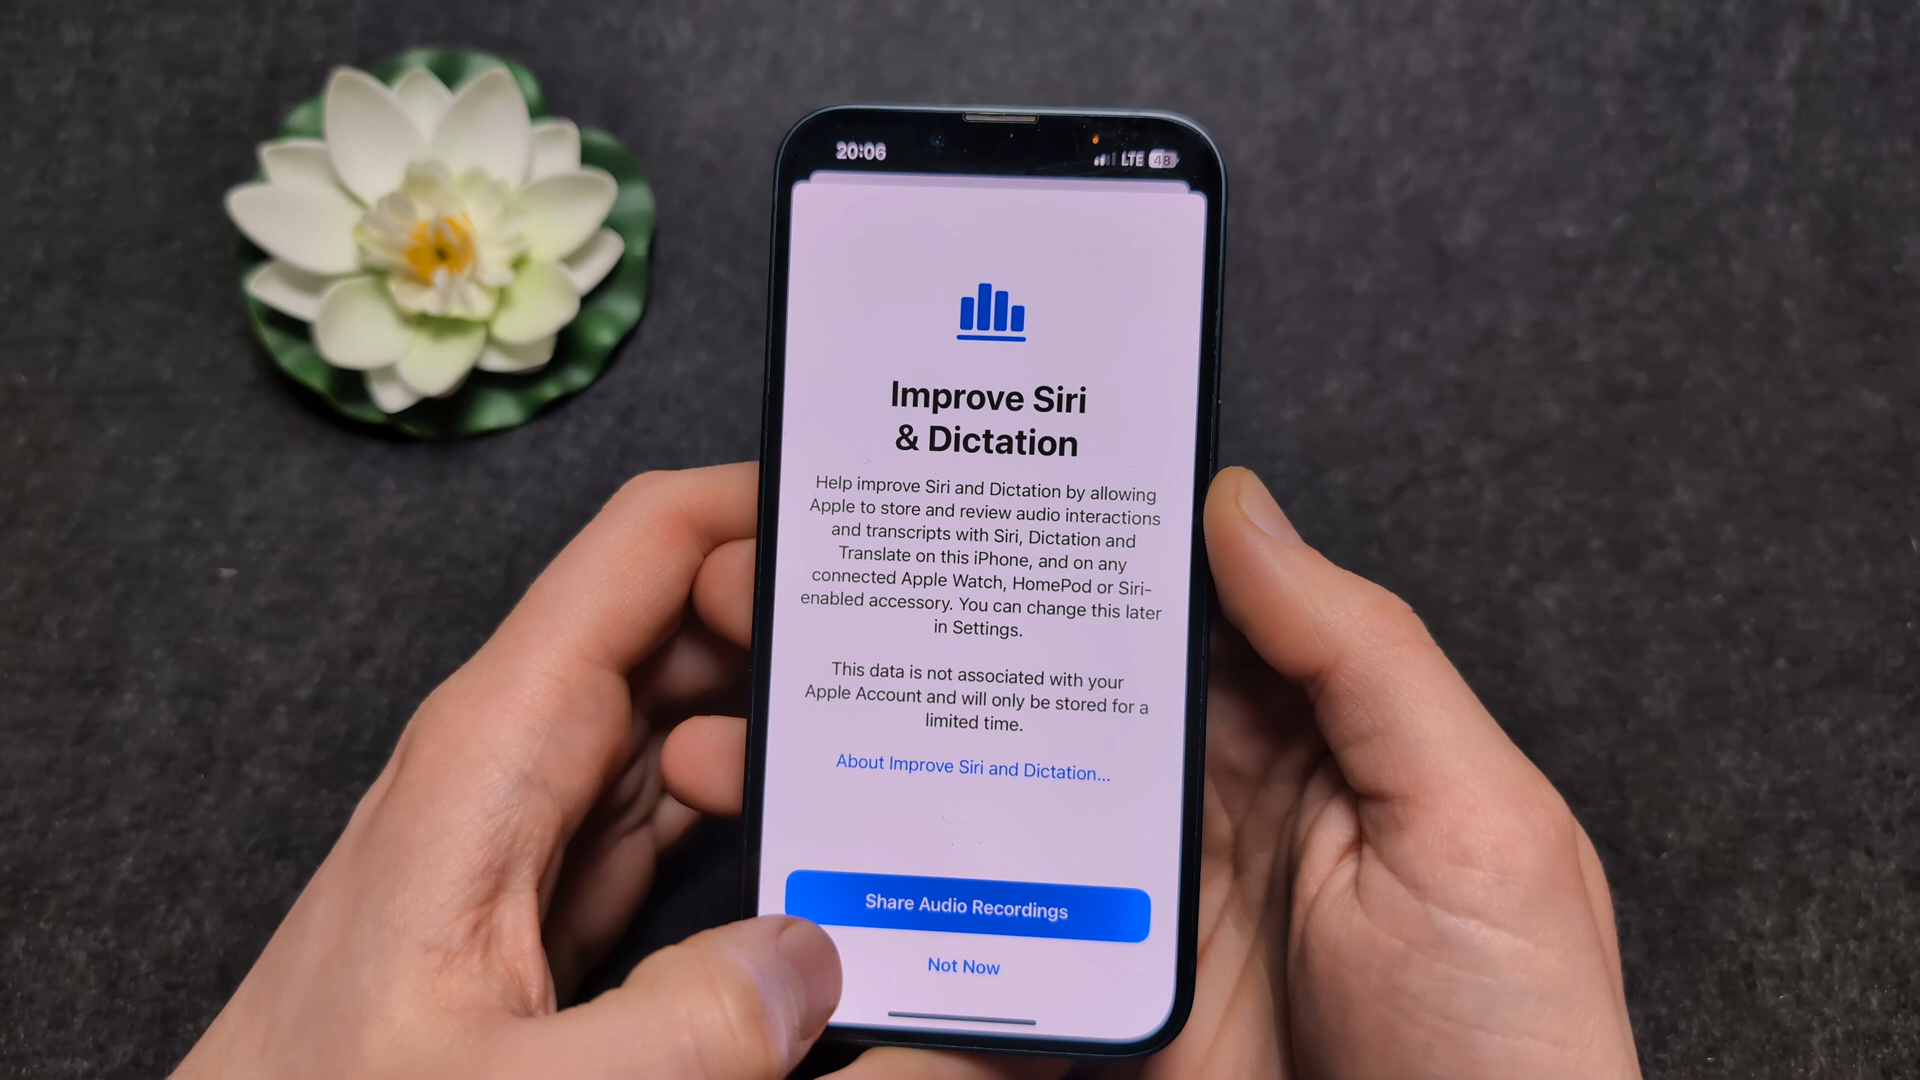 20:06
LTE 48
Improve Siri
& Dictation
Help improve Siri and Dictation by allowing
Apple to store and review audio interactions
and transcripts with Siri, Dictation and
Translate on this iPhone, and on any
connected Apple Watch, HomePod or Siri-
enabled accessory. You can change this later
in Settings.
This data is not associated with your
Apple Account and will only be stored for a
limited time.
About Improve Siri and Dictation...
Share Audio Recordings
Not Now